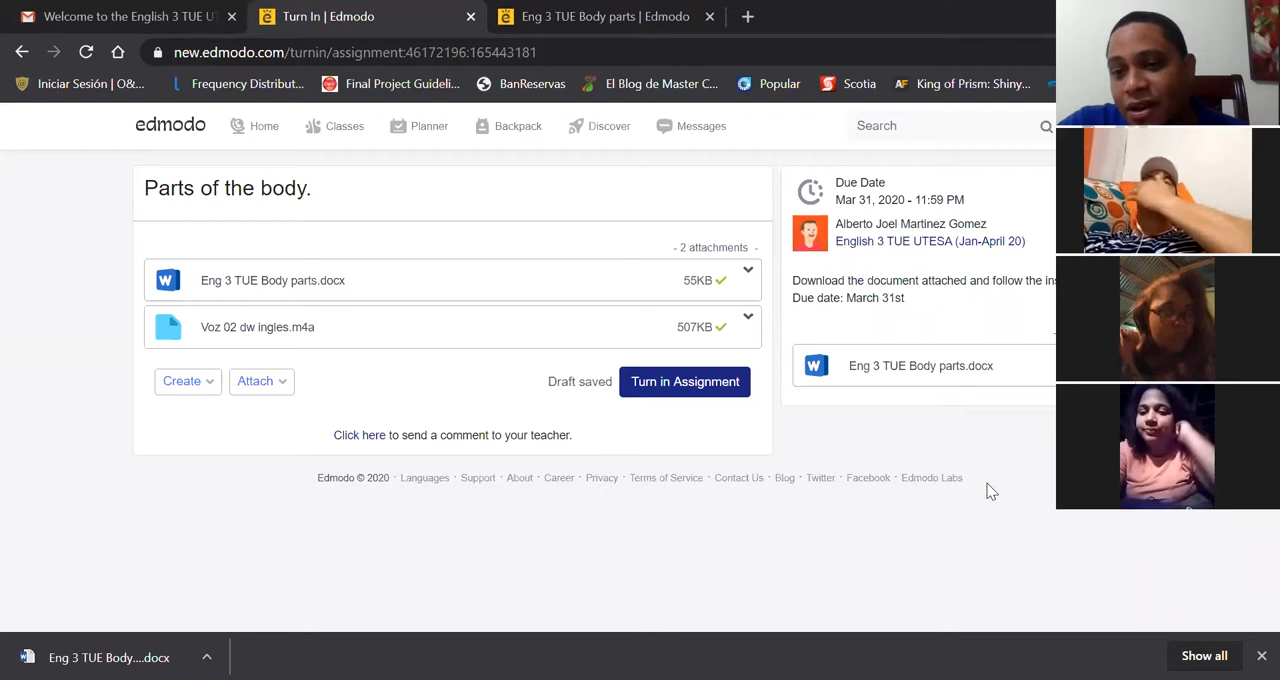 Welcome to the English 3 TUE UT
Turn In | Edmodo
Eng 3 TUE Body parts | Edmodo
new.edmodo.com/turnin/assignment:46172196:165443181
Iniciar Sesión | O&...
Frequency Distribut...
Final Project Guideli...
BanReservas
El Blog de Master C...
Popular
Scotia
AF King of Prism: Shiny...
edmodo
Home
Classes
Planner
Backpack
Discover
Messages
Search
Parts of the body.
- 2 attachments -
W Eng 3 TUE Body parts.docx 55KB
Voz 02 dw ingles.m4a 507KB
Create
Attach
Draft saved
Turn in Assignment
Click here to send a comment to your teacher.
Due Date
Mar 31, 2020 - 11:59 PM
Alberto Joel Martinez Gomez
English 3 TUE UTESA (Jan-April 20)
Download the document attached and follow the ins
Due date: March 31st
W Eng 3 TUE Body parts.docx
Edmodo © 2020 · Languages · Support · About · Career · Privacy · Terms of Service · Contact Us · Blog · Twitter · Facebook · Edmodo Labs
Eng 3 TUE Body....docx
Show all